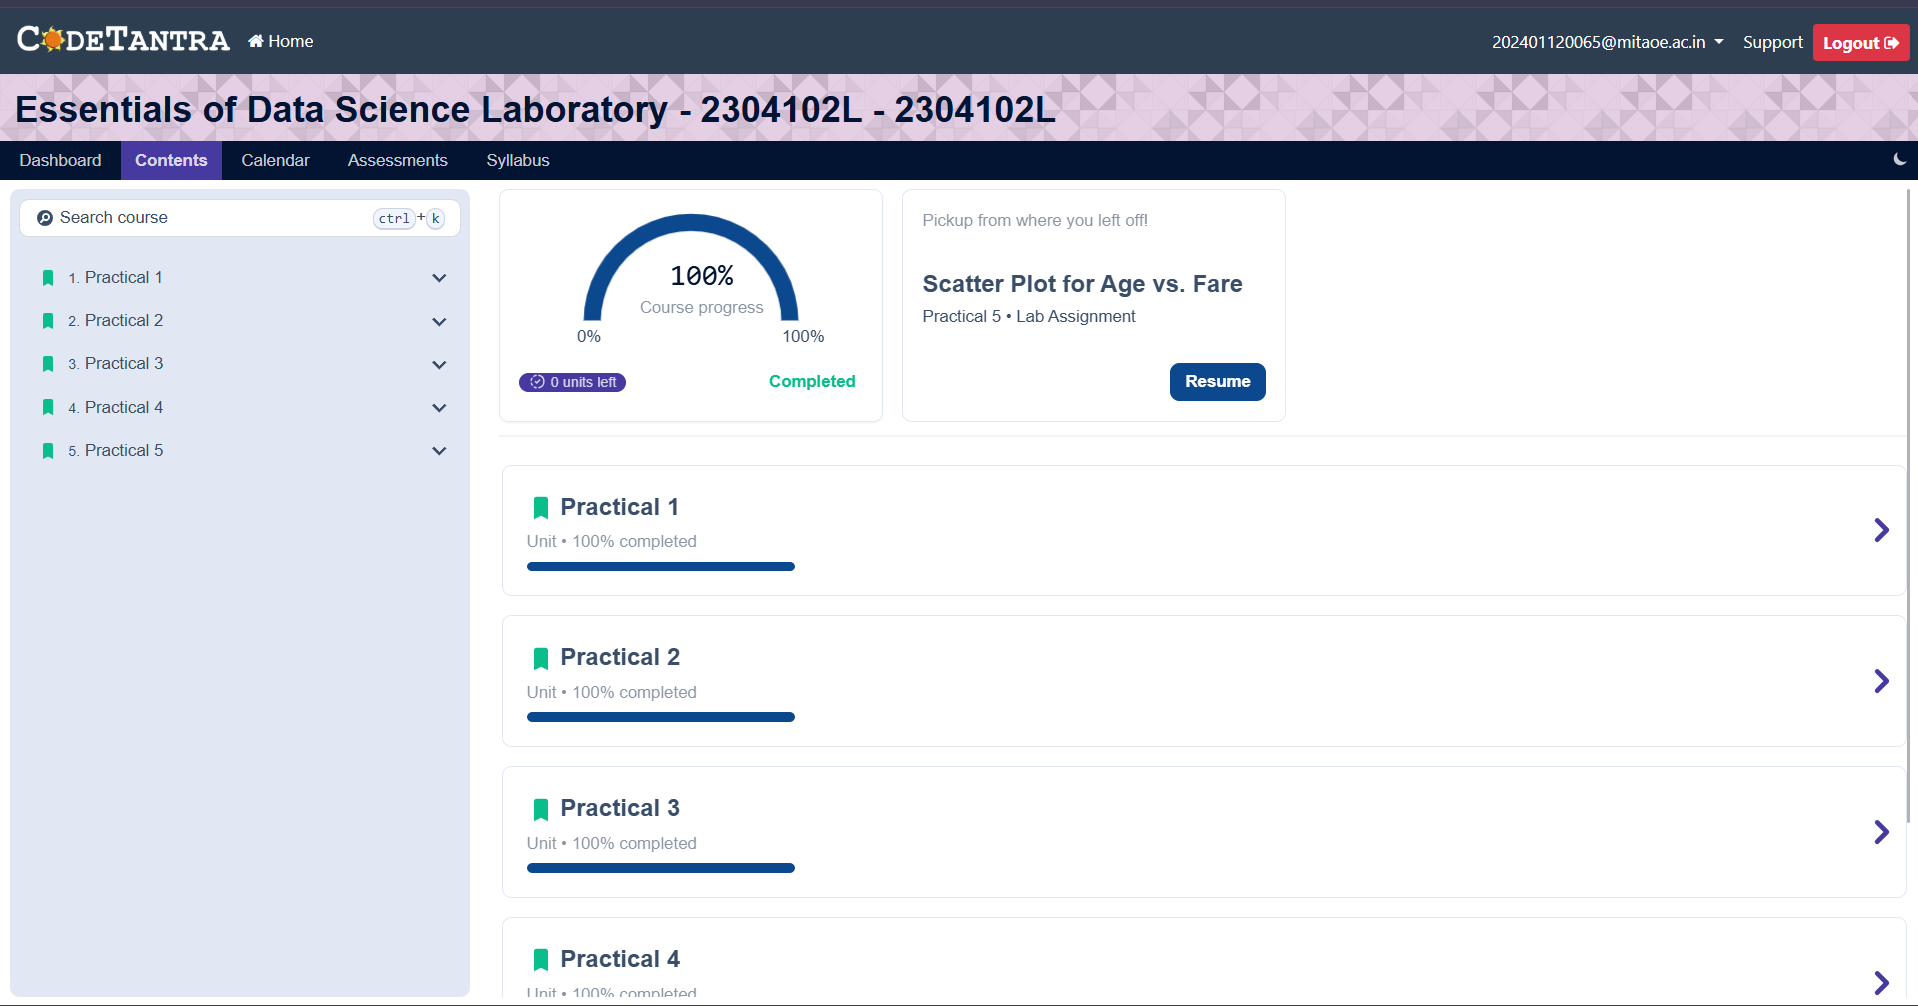 CODETANTRA Home
202401120065@mitaoe.ac.in Support Logout
Essentials of Data Science Laboratory - 2304102L - 2304102L
Dashboard Contents Calendar Assessments Syllabus
Search course ctrl + k
1. Practical 1
2. Practical 2
3. Practical 3
4. Practical 4
5. Practical 5
100%
Course progress
0% 100%
0 units left Completed
Pickup from where you left off!
Scatter Plot for Age vs. Fare
Practical 5 • Lab Assignment
Resume
Practical 1
Unit • 100% completed
Practical 2
Unit • 100% completed
Practical 3
Unit • 100% completed
Practical 4
Unit • 100% completed